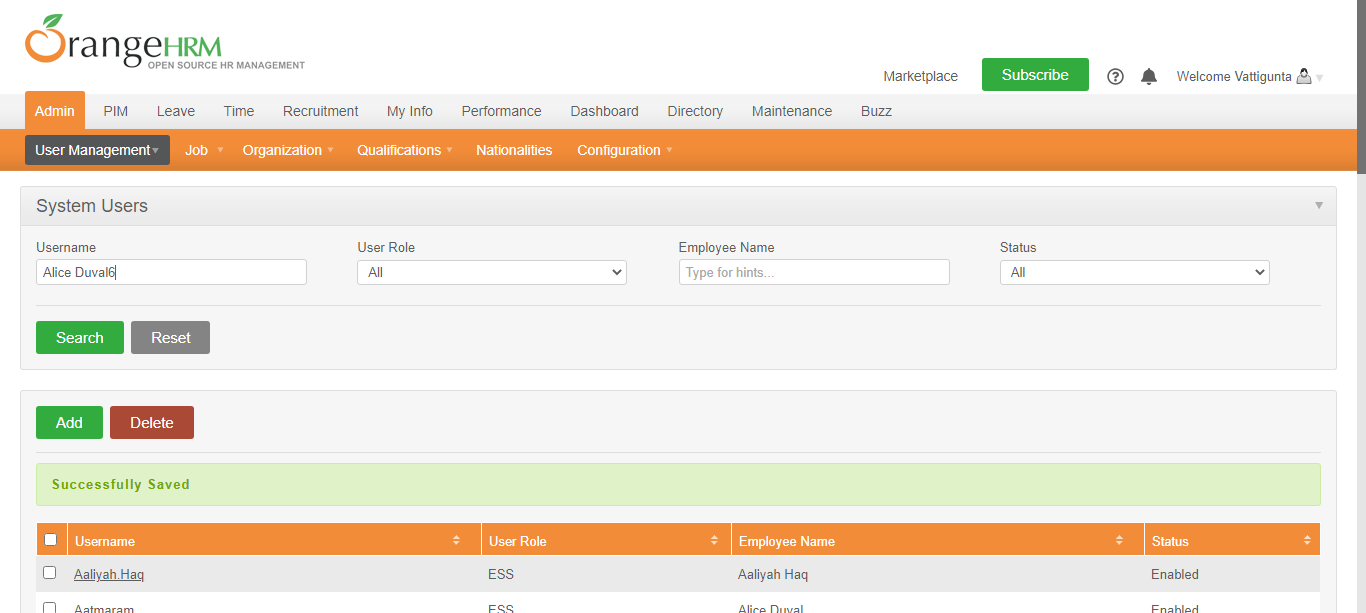 OrangeHRM
OPEN SOURCE HR MANAGEMENT
Marketplace Subscribe Welcome Vattigunta
Admin PIM Leave Time Recruitment My Info Performance Dashboard Directory Maintenance Buzz
User Management Job Organization Qualifications Nationalities Configuration
System Users
Username User Role Employee Name Status
Alice Duval6 All Type for hints... All
Search Reset
Add Delete
Successfully Saved
Username User Role Employee Name Status
Aaliyah.Haq ESS Aaliyah Haq Enabled
Aatmaram ESS Alice Duval Enabled